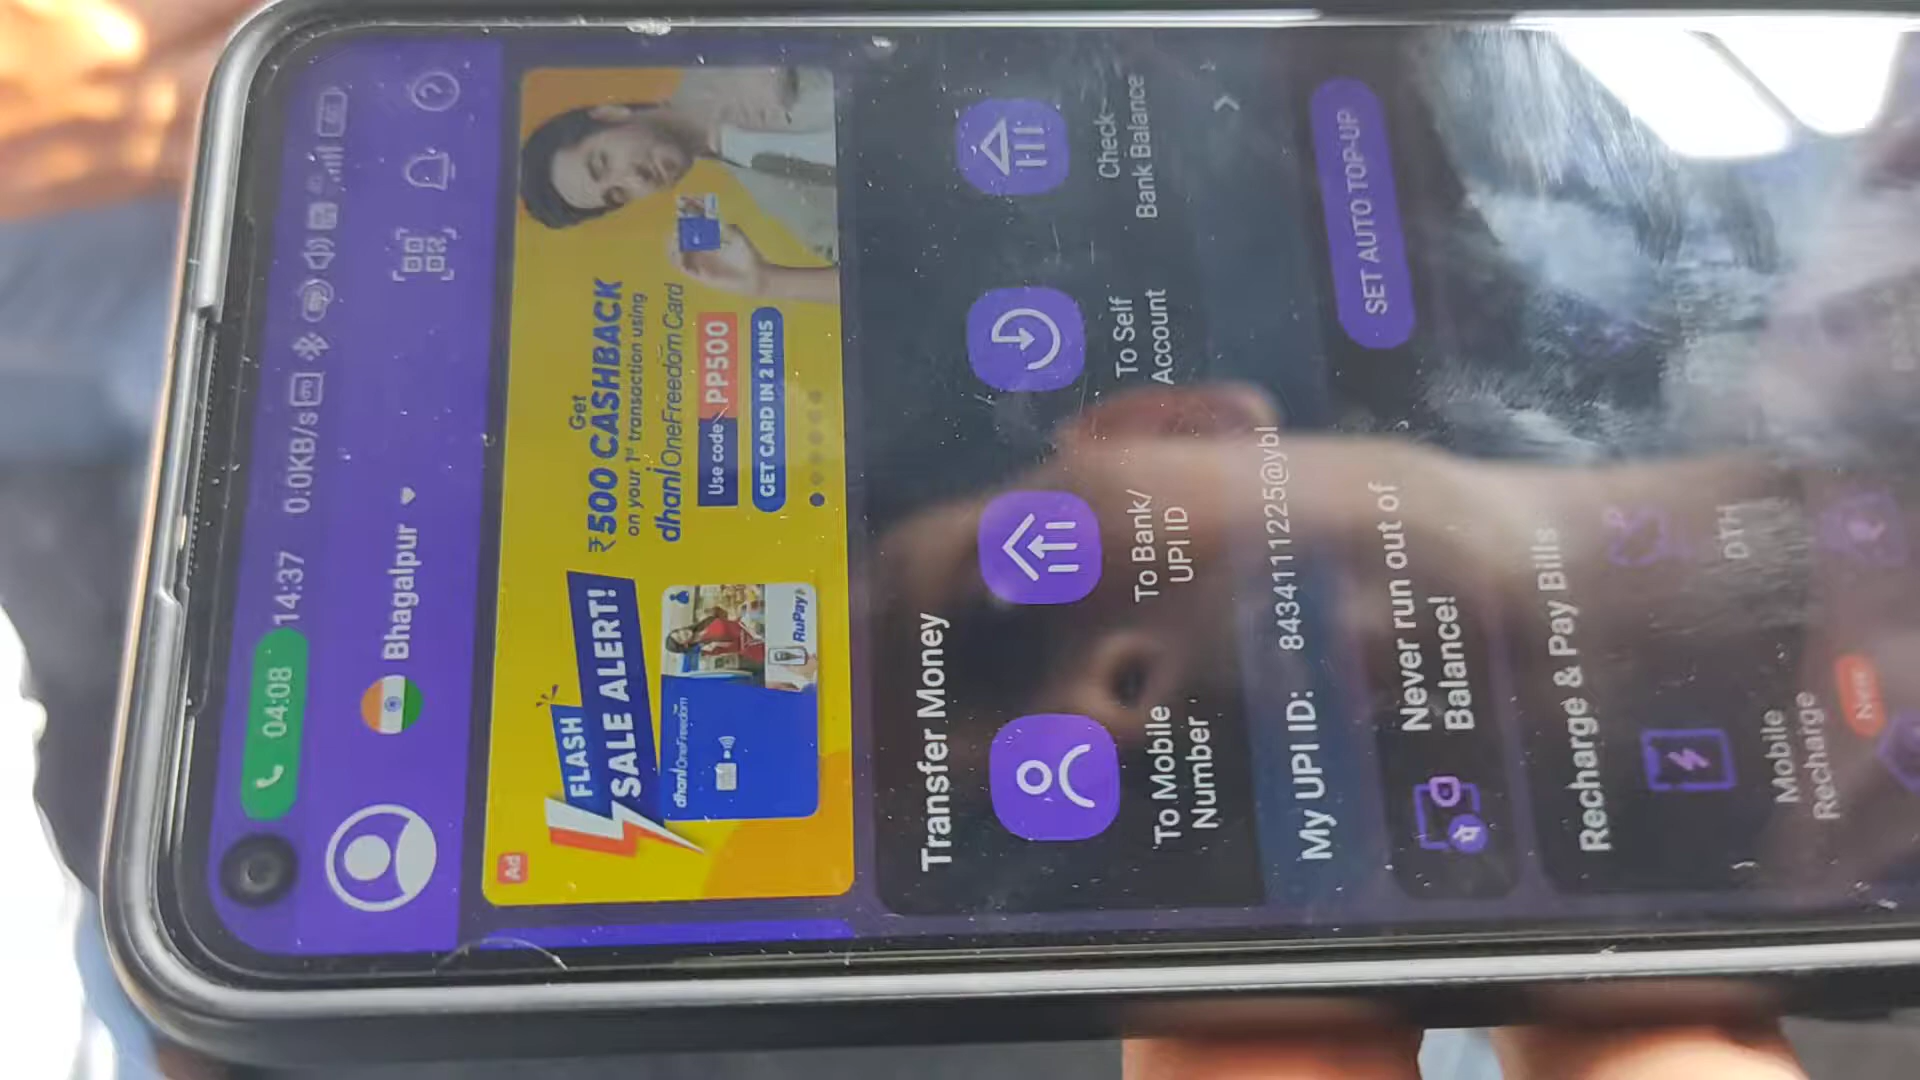 04:08
14:37
0.0KB/s
Bhagalpur
Ad
FLASH
SALE ALERT!
Get
₹500 CASHBACK
on your 1st transaction using
dhani OneFreedom Card
Use code PP500
GET CARD IN 2 MINS
dhani OneFreedom
RuPay
Transfer Money
To Mobile
Number
To Bank/
UPI ID
To Self
Account
Check
Bank Balance
My UPI ID: 8434111225@ybl
Never run out of
Balance!
SET AUTO TOP-UP
Recharge & Pay Bills
Mobile
Recharge
DTH
New